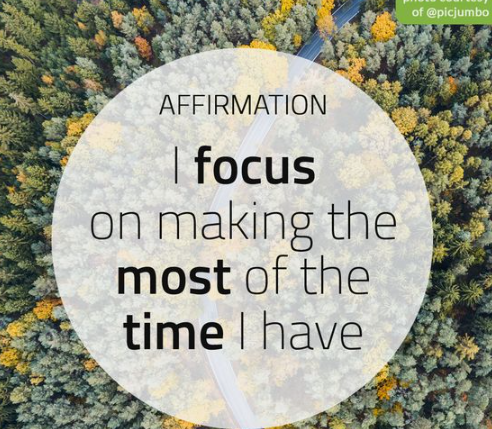 photo courtesy
of @picjumbo
AFFIRMATION
I focus
on making the
most of the
time I have